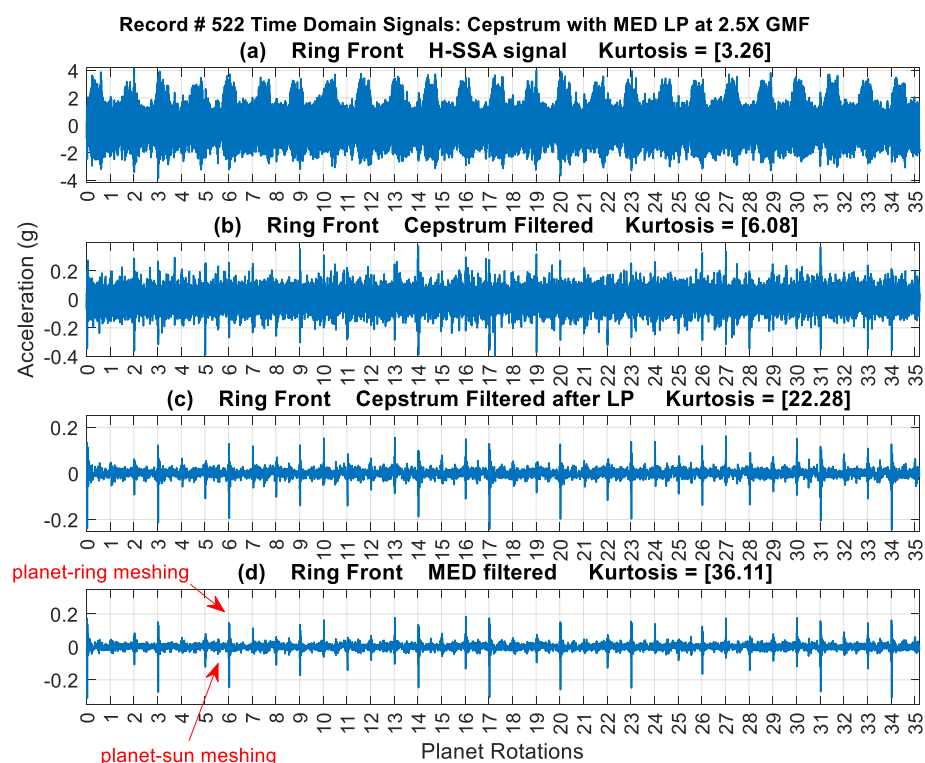 Record # 522 Time Domain Signals: Cepstrum with MED LP at 2.5X GMF
(a) Ring Front H-SSA signal Kurtosis = [3.26]
4
2
0
-2
-4
0 1 2 3 4 5 6 7 8 9 10 11 12 13 14 15 16 17 18 19 20 21 22 23 24 25 26 27 28 29 30 31 32 33 34 35
(b) Ring Front Cepstrum Filtered Kurtosis = [6.08]
Acceleration (g)
0.2
0
-0.2
-0.4
0 1 2 3 4 5 6 7 8 9 10 11 12 13 14 15 16 17 18 19 20 21 22 23 24 25 26 27 28 29 30 31 32 33 34 35
(c) Ring Front Cepstrum Filtered after LP Kurtosis = [22.28]
0.2
0
-0.2
0 1 2 3 4 5 6 7 8 9 10 11 12 13 14 15 16 17 18 19 20 21 22 23 24 25 26 27 28 29 30 31 32 33 34 35
planet-ring meshing
(d) Ring Front MED filtered Kurtosis = [36.11]
0.2
0
-0.2
0 1 2 3 4 5 6 7 8 9 10 11 12 13 14 15 16 17 18 19 20 21 22 23 24 25 26 27 28 29 30 31 32 33 34 35
planet-sun meshing
Planet Rotations